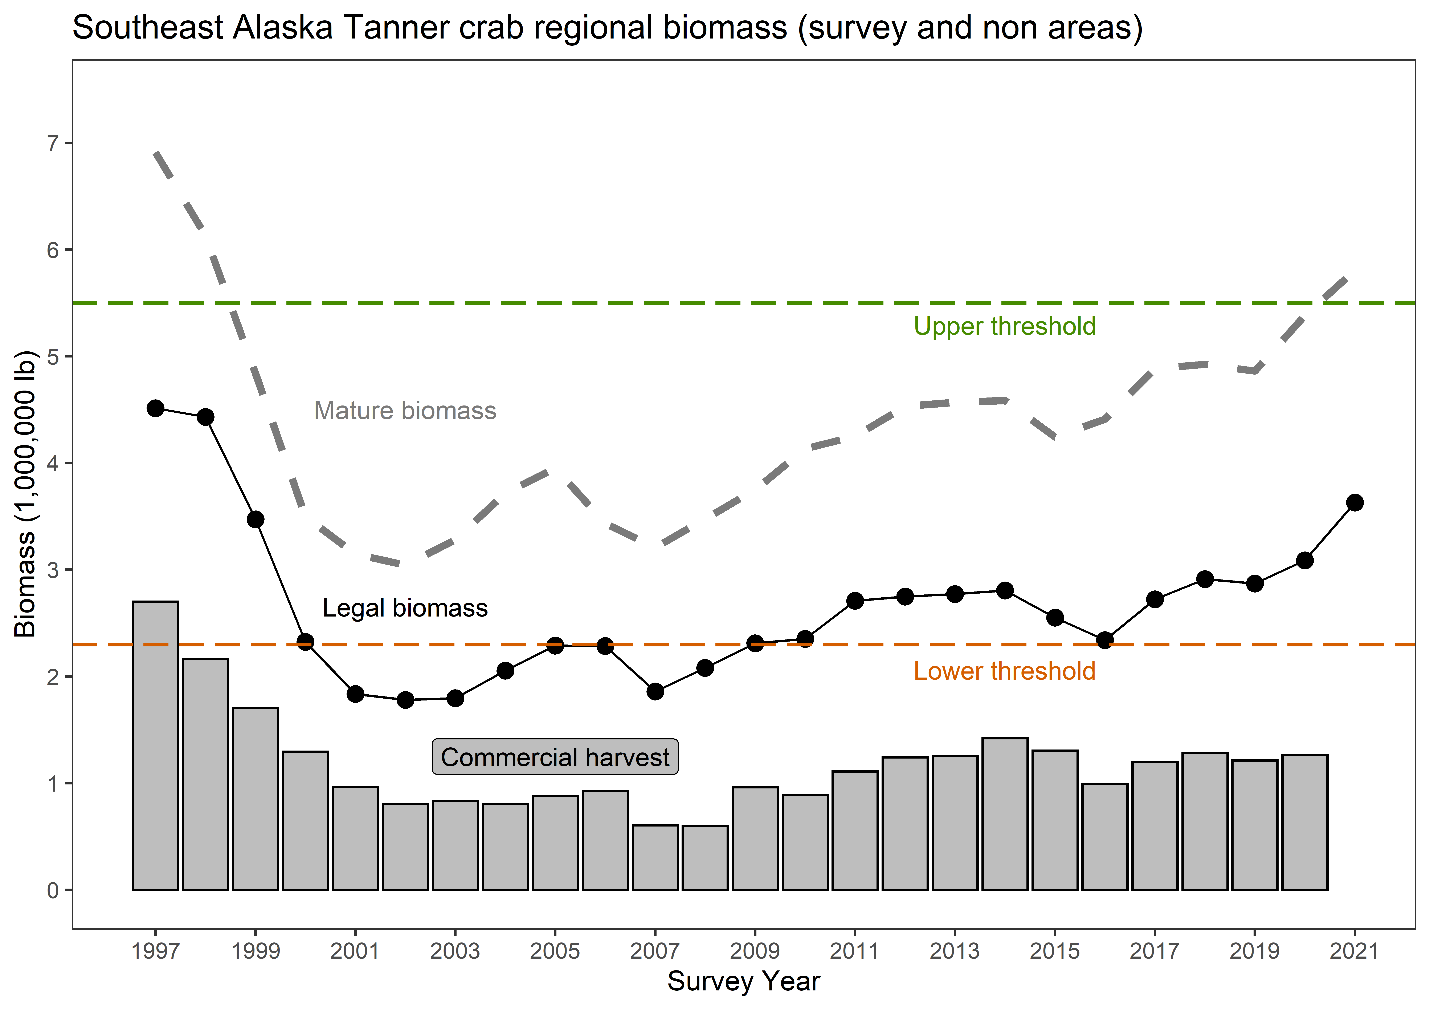 Southeast Alaska Tanner crab regional biomass (survey and non areas)
7
6
5
4
3
2
1
0
Biomass (1,000,000 lb)
Upper threshold
Mature biomass
Legal biomass
Lower threshold
Commercial harvest
1997 1999 2001 2003 2005 2007 2009 2011 2013 2015 2017 2019 2021
Survey Year